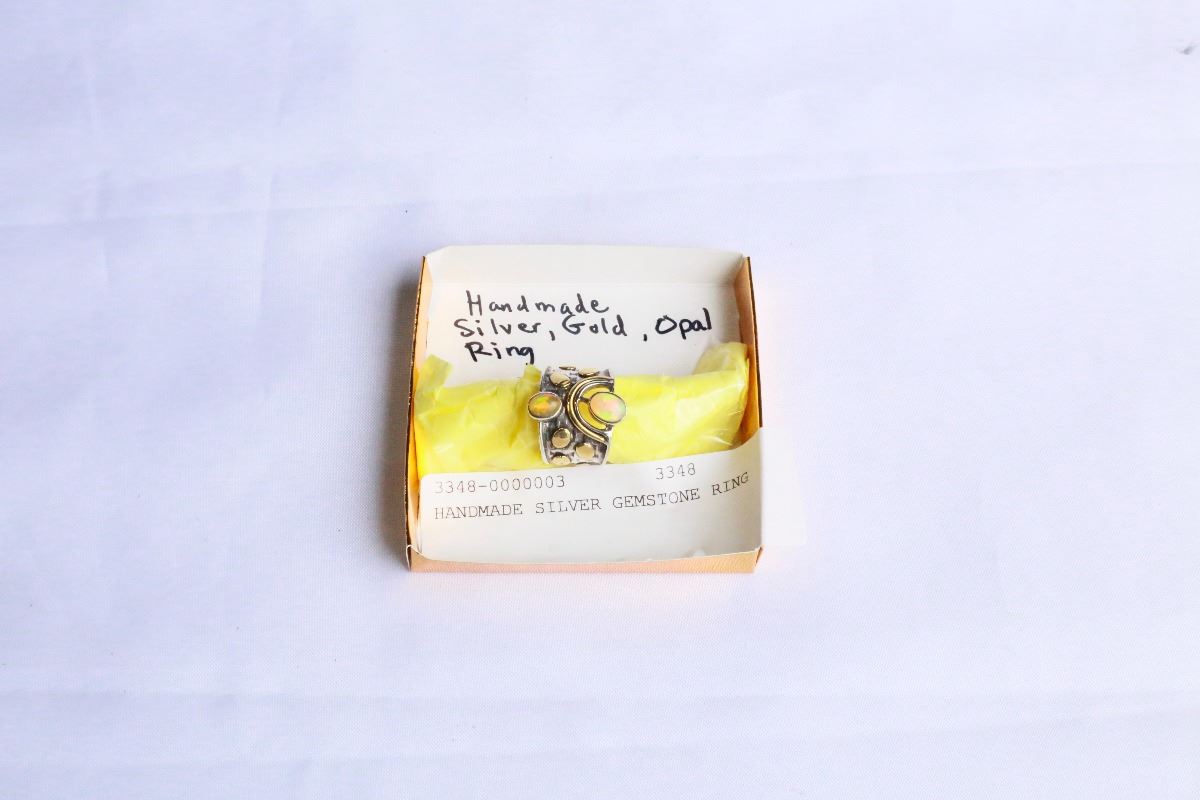 Handmade
Silver, Gold, Opal
Ring
3348-0000003 3348
HANDMADE SILVER GEMSTONE RING